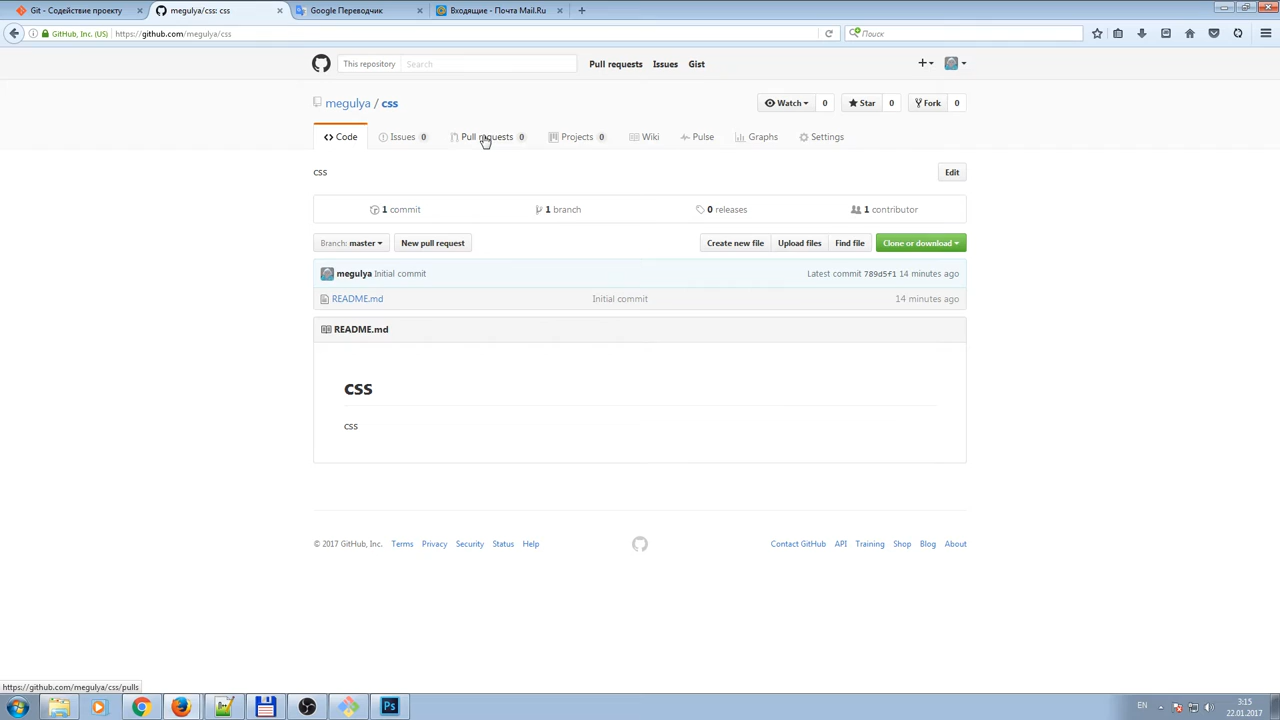 Git - Содействие проекту
megulya/css: css
Google Переводчик
Входящие - Почта Mail.Ru
GitHub, Inc. (US)
https://github.com/megulya/css
Поиск
This repository
Search
Pull requests
Issues
Gist
megulya / css
Watch 0
Star 0
Fork 0
Code
Issues 0
Pull requests 0
Projects 0
Wiki
Pulse
Graphs
Settings
css
Edit
1 commit
1 branch
0 releases
1 contributor
Branch: master
New pull request
Create new file
Upload files
Find file
Clone or download
megulya Initial commit
Latest commit 789d5f1 14 minutes ago
README.md
Initial commit
14 minutes ago
README.md
css
css
© 2017 GitHub, Inc.
Terms
Privacy
Security
Status
Help
Contact GitHub
API
Training
Shop
Blog
About
https://github.com/megulya/css/pulls
Ps
EN
3:15
22.01.2017